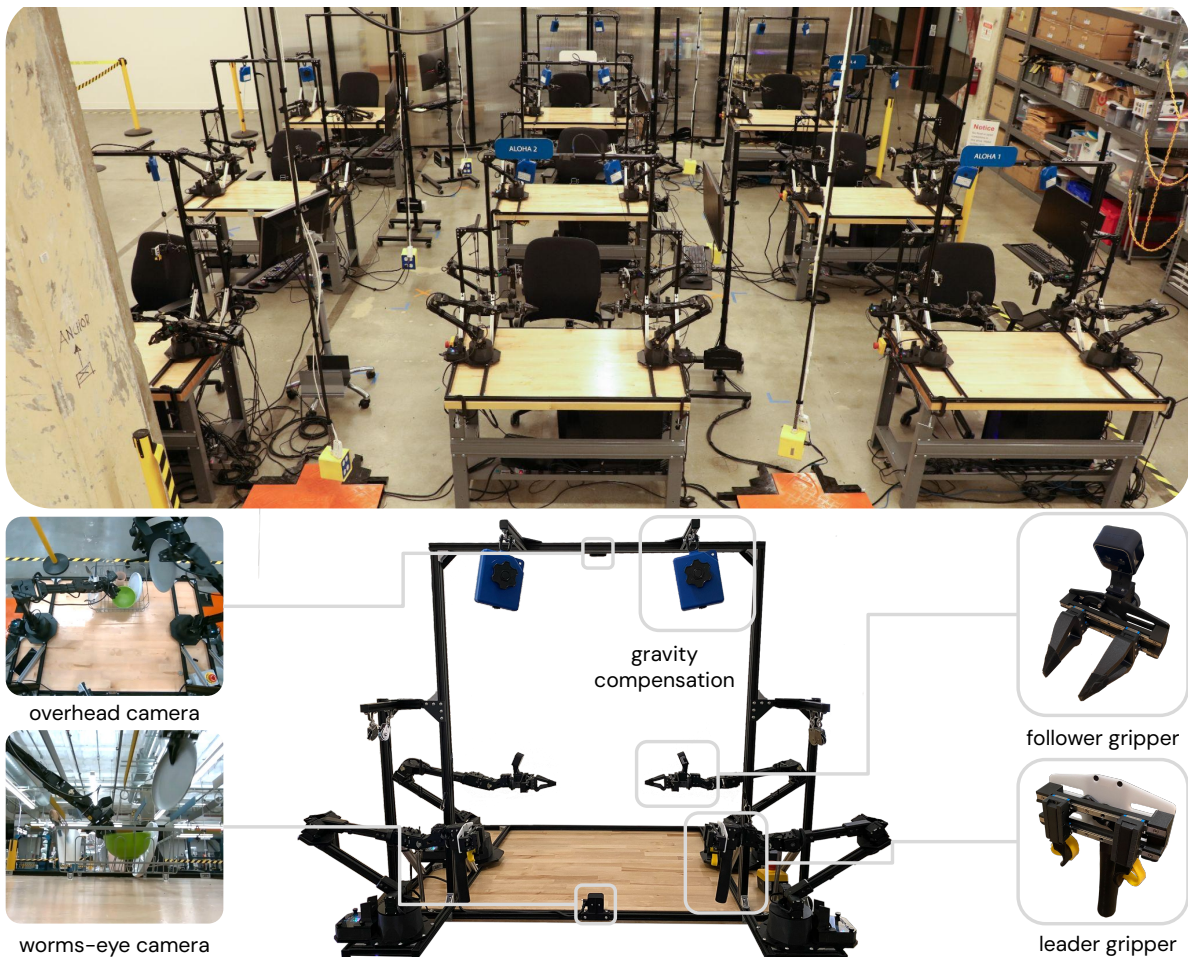 ALOHA 2
ALOHA 1
Notice
ANCHOR
gravity
compensation
overhead camera
follower gripper
worms-eye camera
leader gripper